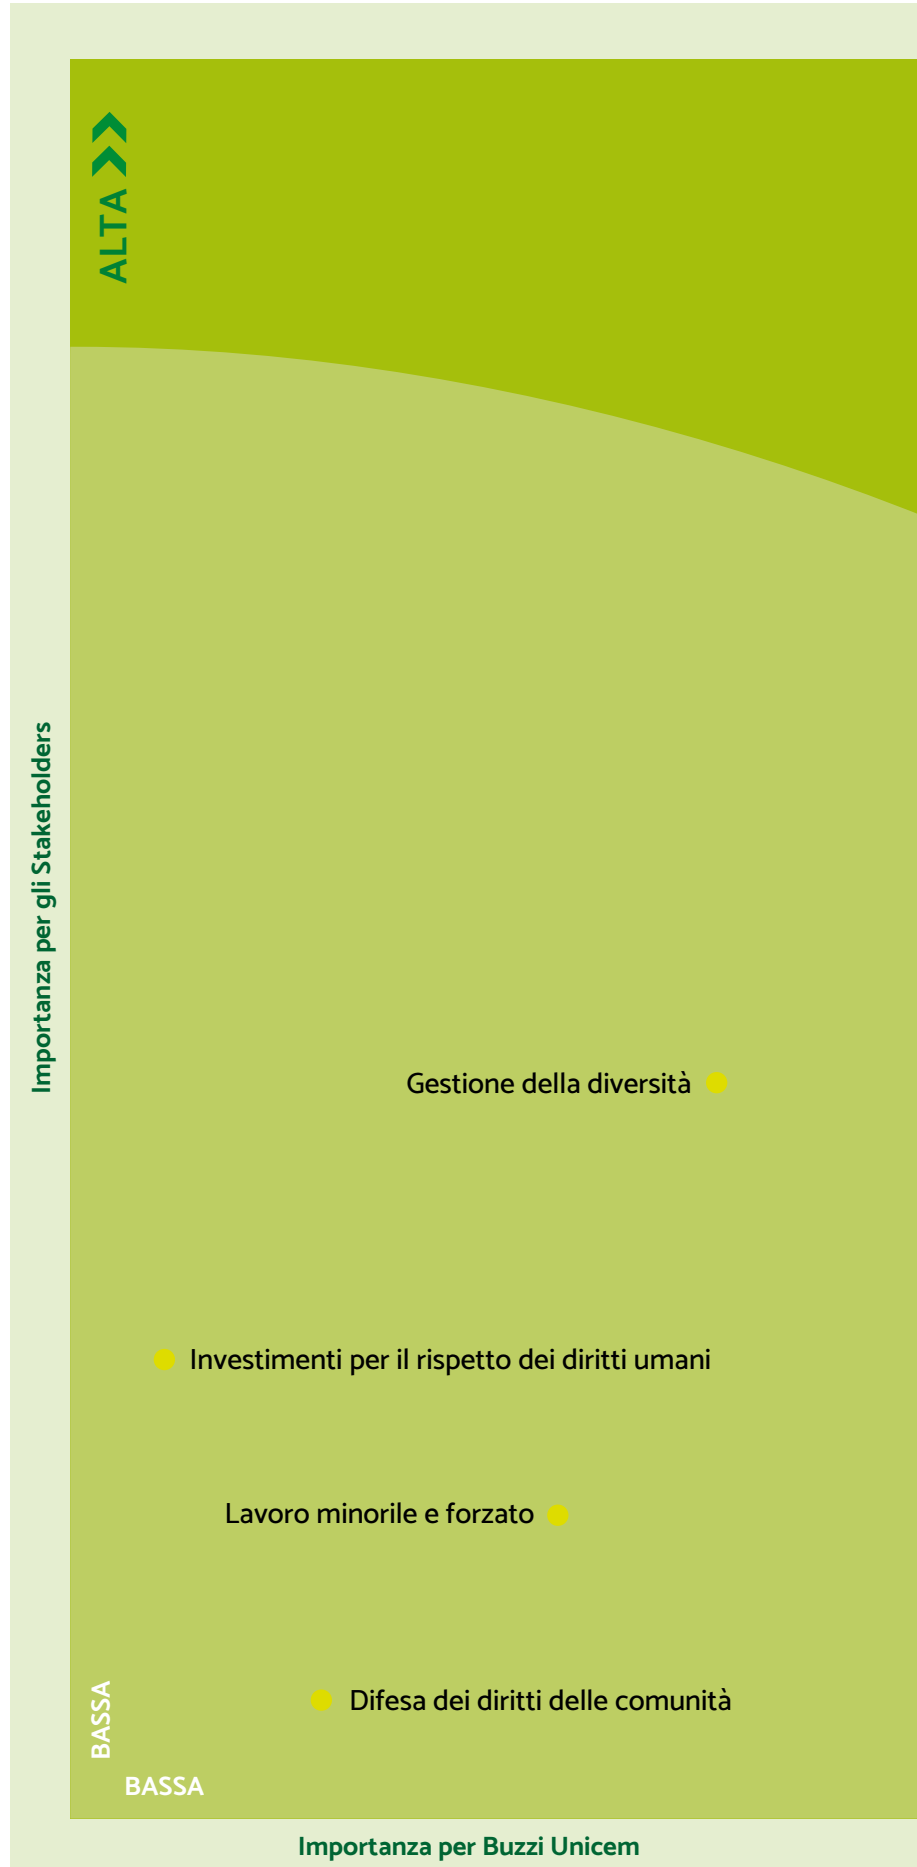 ALTA
Importanza per gli Stakeholders
Gestione della diversità
Investimenti per il rispetto dei diritti umani
Lavoro minorile e forzato
Difesa dei diritti delle comunità
BASSA
BASSA
Importanza per Buzzi Unicem